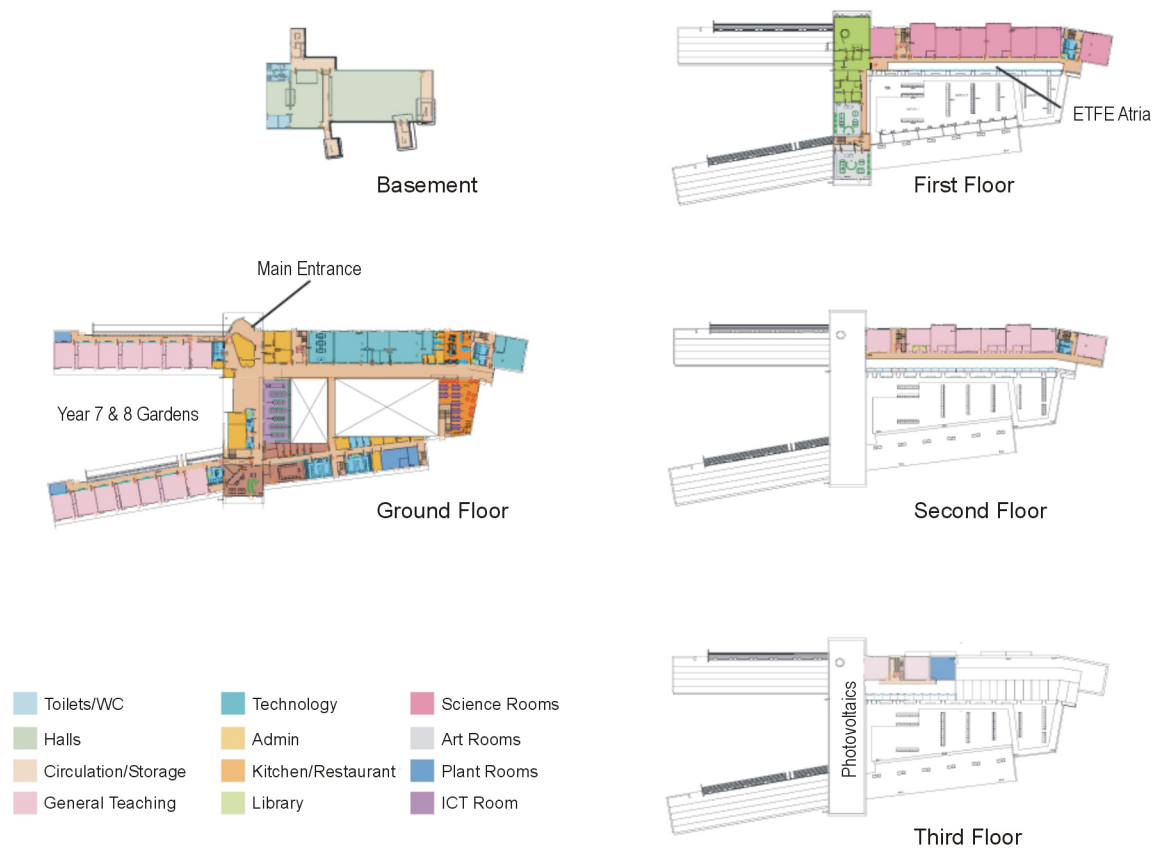 Basement
ETFE Atria
First Floor
Main Entrance
Year 7 & 8 Gardens
Ground Floor
Second Floor
Photovoltaics
Third Floor
Toilets/WC
Technology
Science Rooms
Halls
Admin
Art Rooms
Circulation/Storage
Kitchen/Restaurant
Plant Rooms
General Teaching
Library
ICT Room